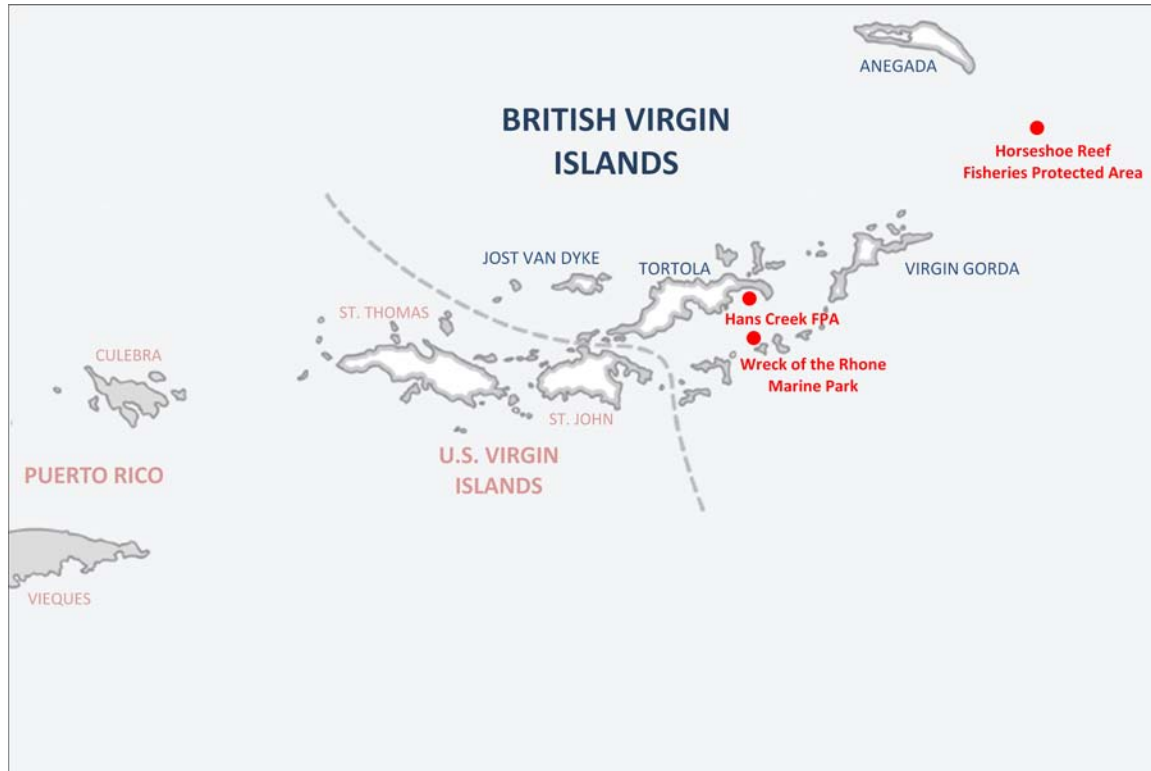 ANEGADA
BRITISH VIRGIN
ISLANDS
Horseshoe Reef
Fisheries Protected Area
JOST VAN DYKE
TORTOLA
VIRGIN GORDA
Hans Creek FPA
ST. THOMAS
CULEBRA
Wreck of the Rhone
Marine Park
ST. JOHN
U.S. VIRGIN
ISLANDS
PUERTO RICO
VIEQUES